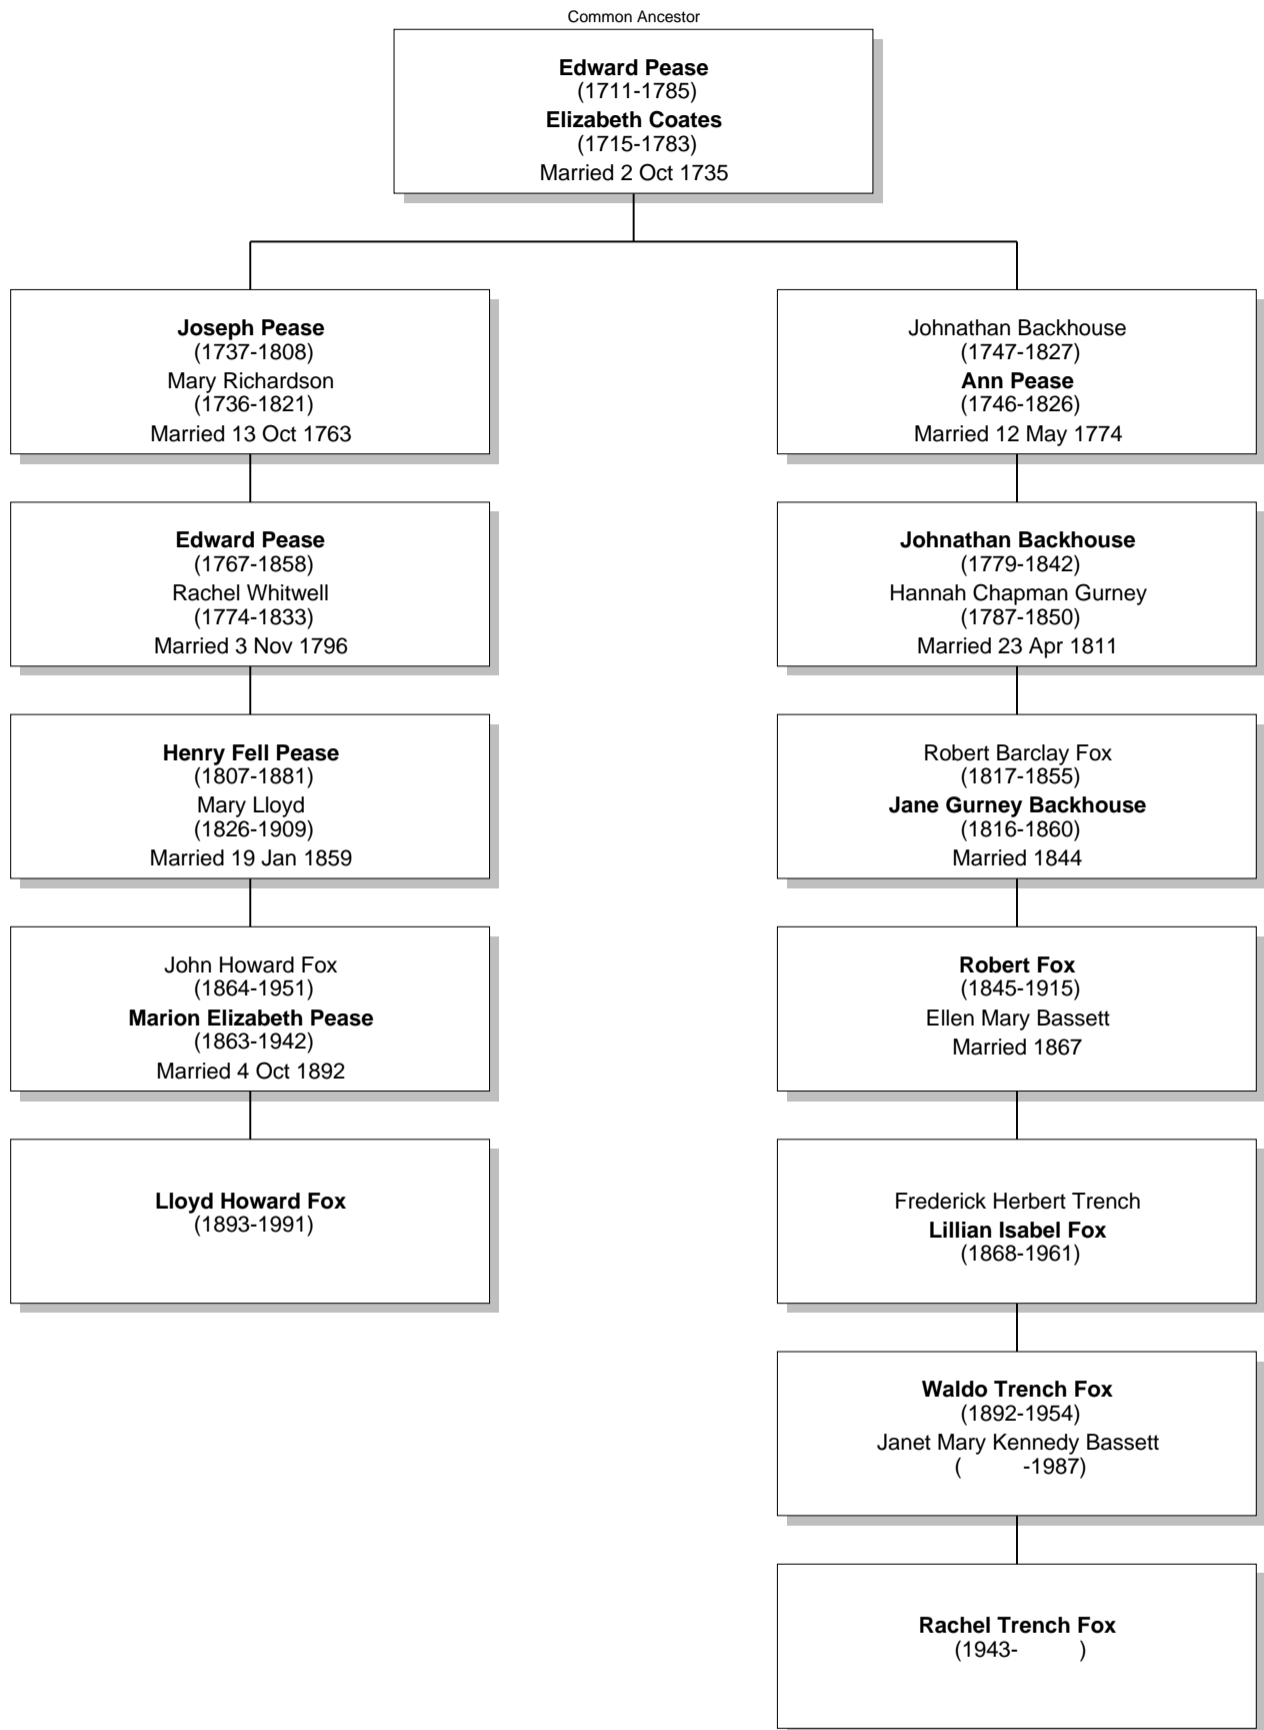 Common Ancestor
Edward Pease
(1711-1785)
Elizabeth Coates
(1715-1783)
Married 2 Oct 1735
Joseph Pease
(1737-1808)
Mary Richardson
(1736-1821)
Married 13 Oct 1763
Johnathan Backhouse
(1747-1827)
Ann Pease
(1746-1826)
Married 12 May 1774
Edward Pease
(1767-1858)
Rachel Whitwell
(1774-1833)
Married 3 Nov 1796
Johnathan Backhouse
(1779-1842)
Hannah Chapman Gurney
(1787-1850)
Married 23 Apr 1811
Henry Fell Pease
(1807-1881)
Mary Lloyd
(1826-1909)
Married 19 Jan 1859
Robert Barclay Fox
(1817-1855)
Jane Gurney Backhouse
(1816-1860)
Married 1844
John Howard Fox
(1864-1951)
Marion Elizabeth Pease
(1863-1942)
Married 4 Oct 1892
Robert Fox
(1845-1915)
Ellen Mary Bassett
Married 1867
Lloyd Howard Fox
(1893-1991)
Frederick Herbert Trench
Lillian Isabel Fox
(1868-1961)
Waldo Trench Fox
(1892-1954)
Janet Mary Kennedy Bassett
(          -1987)
Rachel Trench Fox
(1943-          )